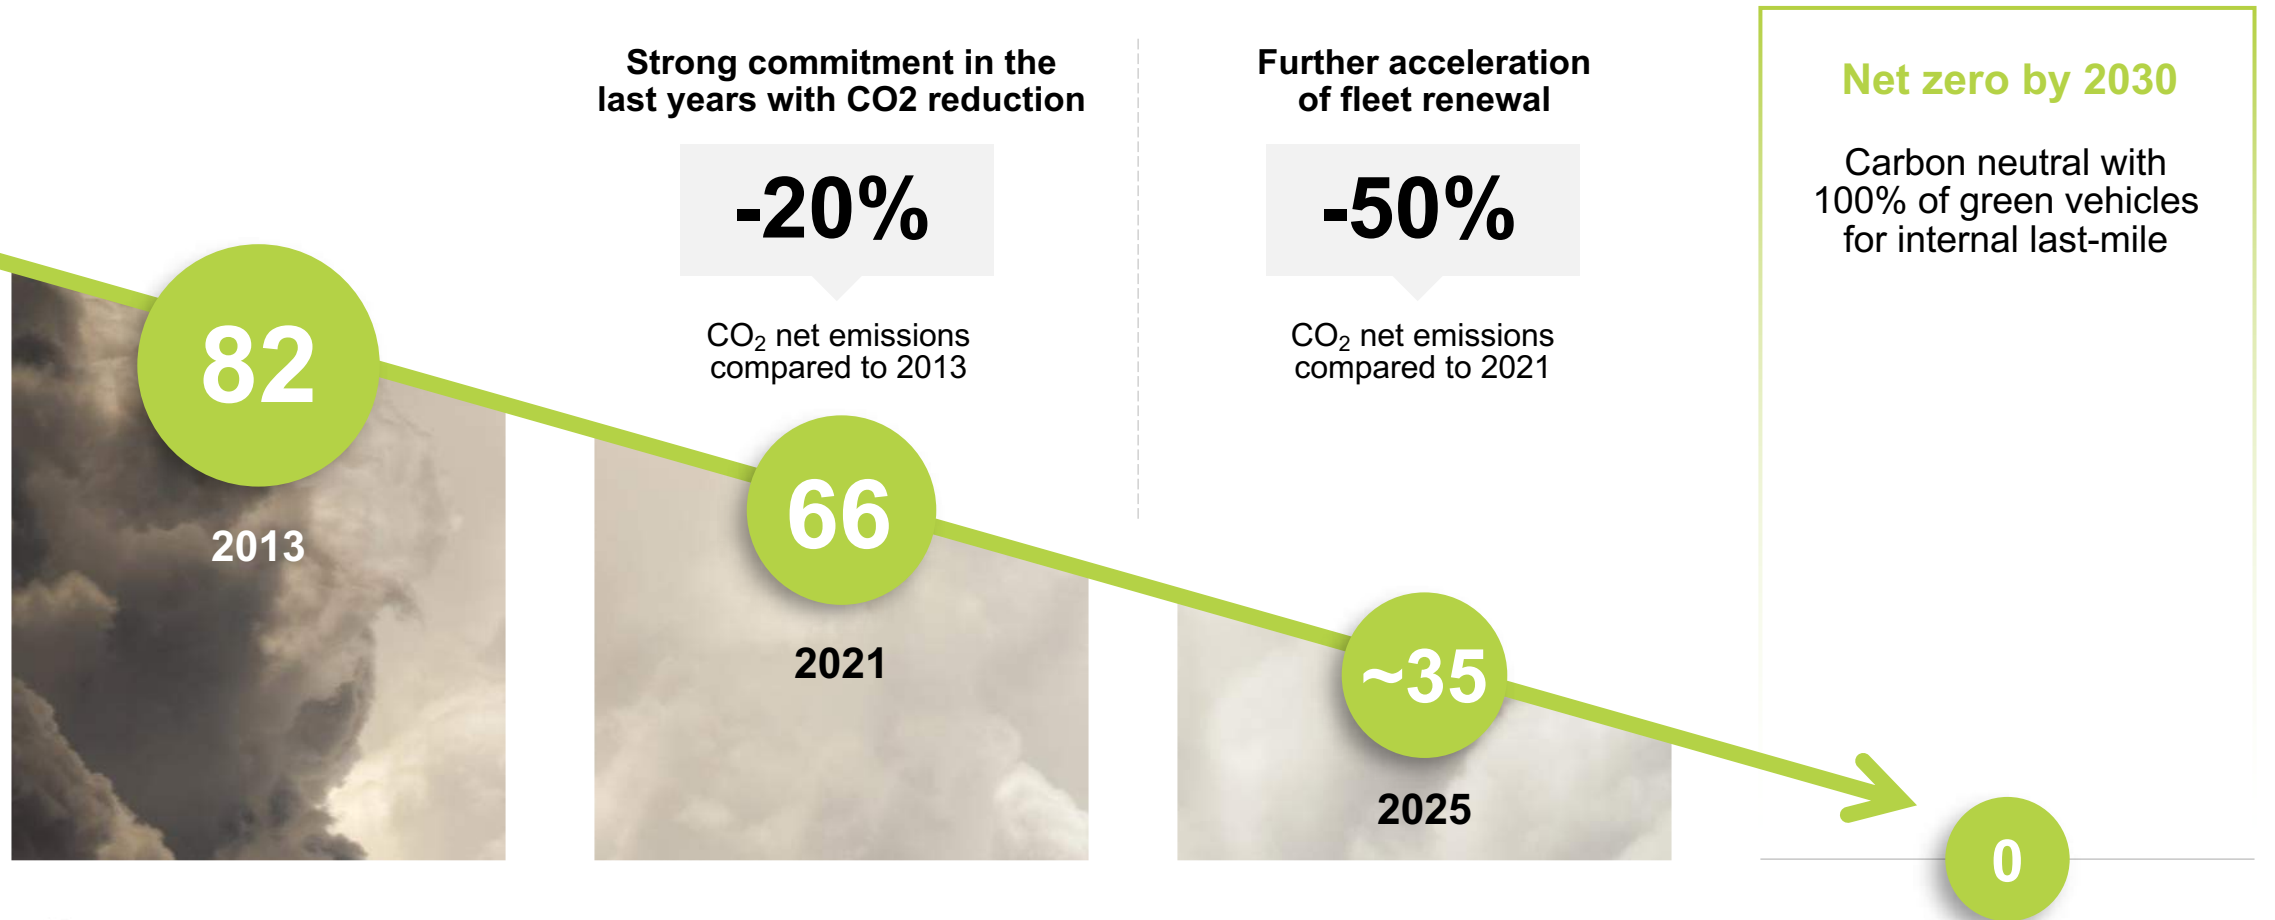 82
2013
Strong commitment in the
last years with CO2 reduction
-20%
CO₂ net emissions
compared to 2013
66
2021
Further acceleration
of fleet renewal
-50%
CO₂ net emissions
compared to 2021
~35
2025
Net zero by 2030
Carbon neutral with
100% of green vehicles
for internal last-mile
0